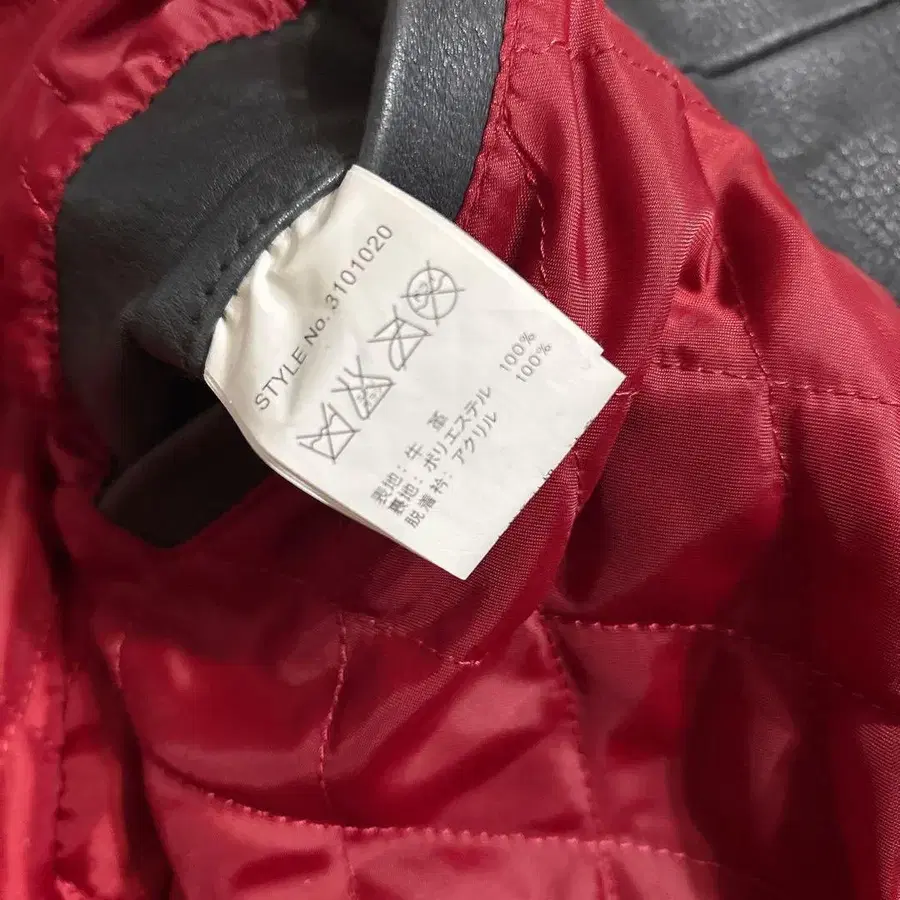 STYLE No. 3101020
表地: 牛 革
裏地: ポリエステル 100%
脱着衿: アクリル 100%